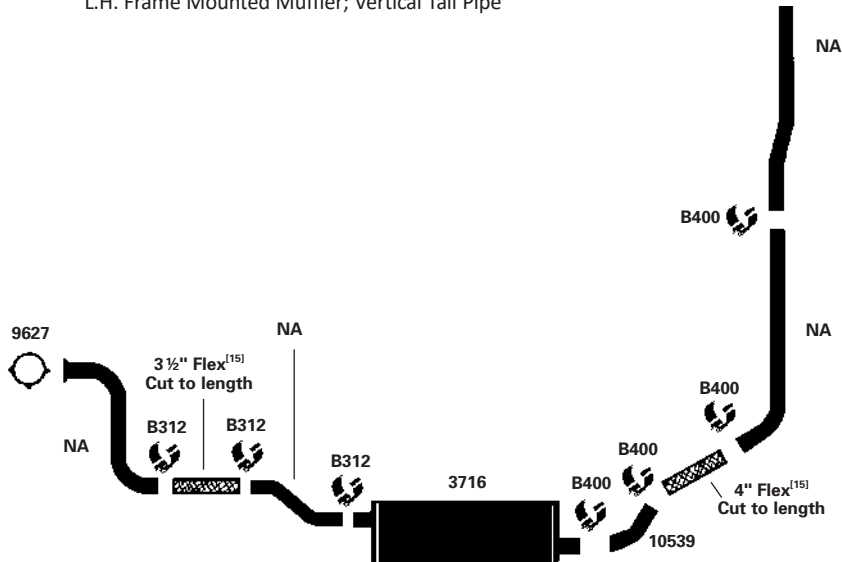 L.H. Frame Mounted Muffler; Vertical Tail Pipe
NA
B400
9627
NA
NA
3 ½" Flex[15]
Cut to length
B400
B312
B312
NA
B400
B312
3716
B400
4" Flex[15]
Cut to length
10539